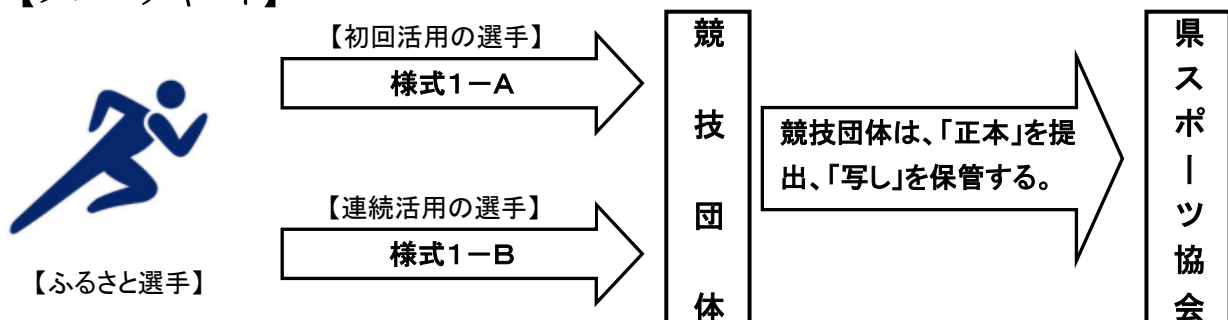 【初回活用の選手】
様式1-A
【連続活用の選手】
様式1-B
【ふるさと選手】
競技団体
競技団体は、「正本」を提
出、「写し」を保管する。
県スポーツ協会